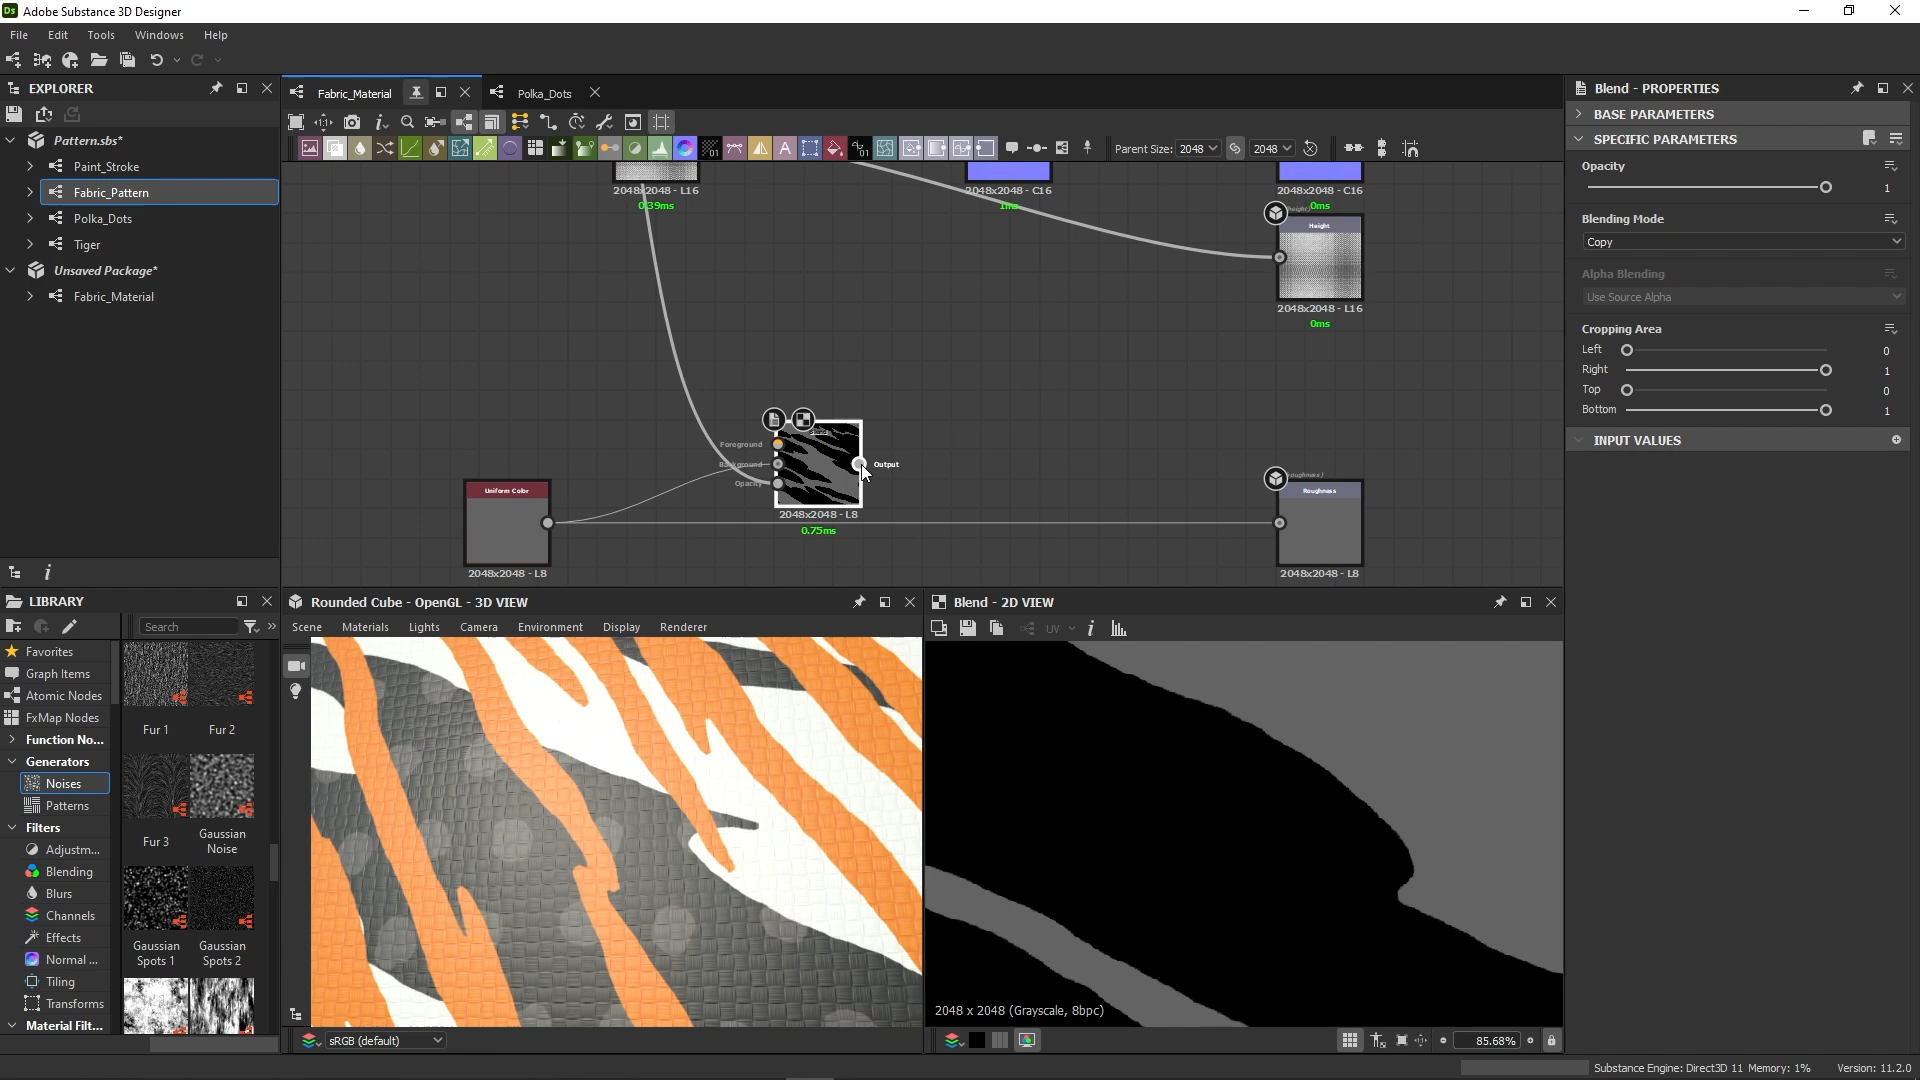 Ds Adobe Substance 3D Designer
File Edit Tools Windows Help
EXPLORER
Pattern.sbs*
Paint_Stroke
Fabric_Pattern
Polka_Dots
Tiger
Unsaved Package*
Fabric_Material
Fabric_Material
Polka_Dots
Parent Size: 2048
2048
2048x2048 - L16
2048x2048 - C16
1ms
2048x2048 - C16
0ms
Height
2048x2048 - L16
0ms
Foreground
Background
Opacity
Output
2048x2048 - L8
0.75ms
Uniform Color
2048x2048 - L8
Roughness
2048x2048 - L8
Blend - PROPERTIES
BASE PARAMETERS
SPECIFIC PARAMETERS
Opacity
1
Blending Mode
Copy
Alpha Blending
Use Source Alpha
Cropping Area
Left 0
Right 1
Top 0
Bottom 1
INPUT VALUES
LIBRARY
Search
Favorites
Graph Items
Atomic Nodes
FxMap Nodes
Function No...
Generators
Noises
Patterns
Filters
Adjustm...
Blending
Blurs
Channels
Effects
Normal ...
Tiling
Transforms
Material Filt...
Fur 1
Fur 2
Fur 3
Gaussian Noise
Gaussian Spots 1
Gaussian Spots 2
Rounded Cube - OpenGL - 3D VIEW
Scene Materials Lights Camera Environment Display Renderer
sRGB (default)
Blend - 2D VIEW
UV
2048 x 2048 (Grayscale, 8bpc)
85.68%
Substance Engine: Direct3D 11 Memory: 1% Version: 11.2.0